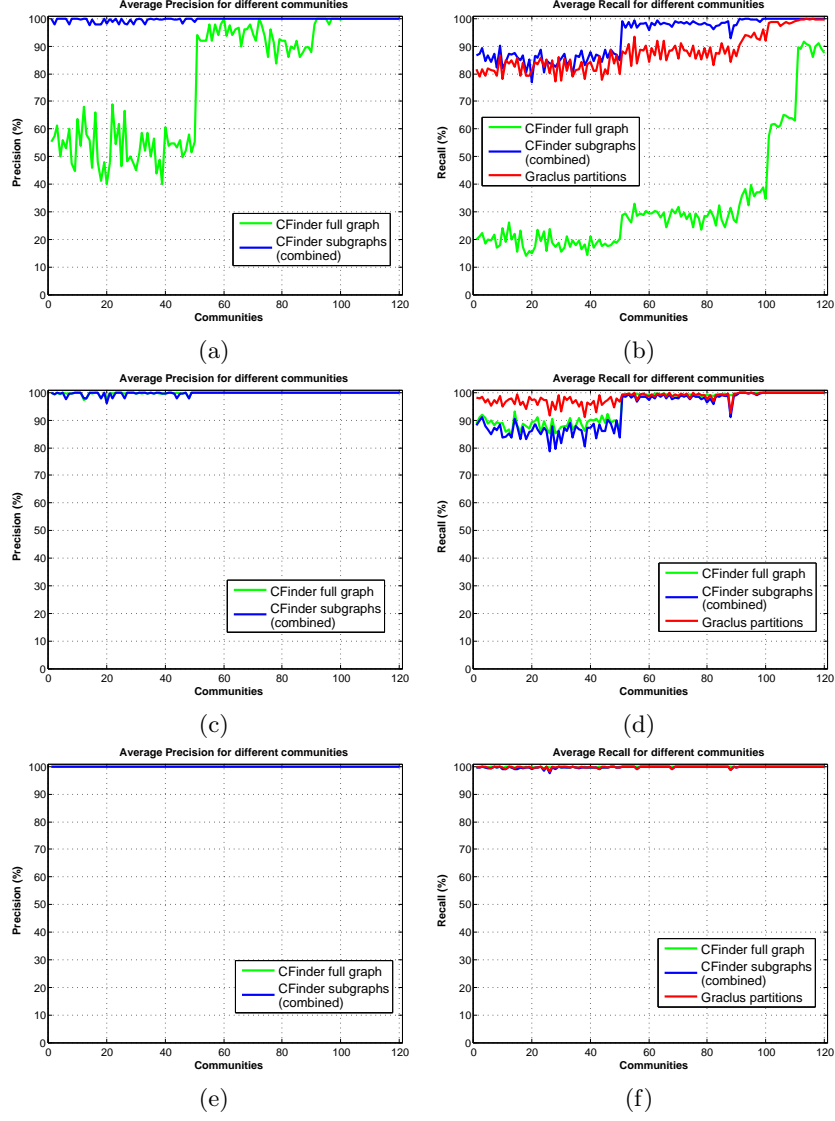 Average Precision for different communities
Precision (%)
100
90
80
70
60
50
40
30
20
10
0
0 20 40 60 80 100 120
Communities
CFinder full graph
CFinder subgraphs
(combined)
(a)
Average Recall for different communities
Recall (%)
100
90
80
70
60
50
40
30
20
10
0
0 20 40 60 80 100 120
Communities
CFinder full graph
CFinder subgraphs
(combined)
Graclus partitions
(b)
Average Precision for different communities
Precision (%)
100
90
80
70
60
50
40
30
20
10
0
0 20 40 60 80 100 120
Communities
CFinder full graph
CFinder subgraphs
(combined)
(c)
Average Recall for different communities
Recall (%)
100
90
80
70
60
50
40
30
20
10
0
0 20 40 60 80 100 120
Communities
CFinder full graph
CFinder subgraphs
(combined)
Graclus partitions
(d)
Average Precision for different communities
Precision (%)
100
90
80
70
60
50
40
30
20
10
0
0 20 40 60 80 100 120
Communities
CFinder full graph
CFinder subgraphs
(combined)
(e)
Average Recall for different communities
Recall (%)
100
90
80
70
60
50
40
30
20
10
0
0 20 40 60 80 100 120
Communities
CFinder full graph
CFinder subgraphs
(combined)
Graclus partitions
(f)